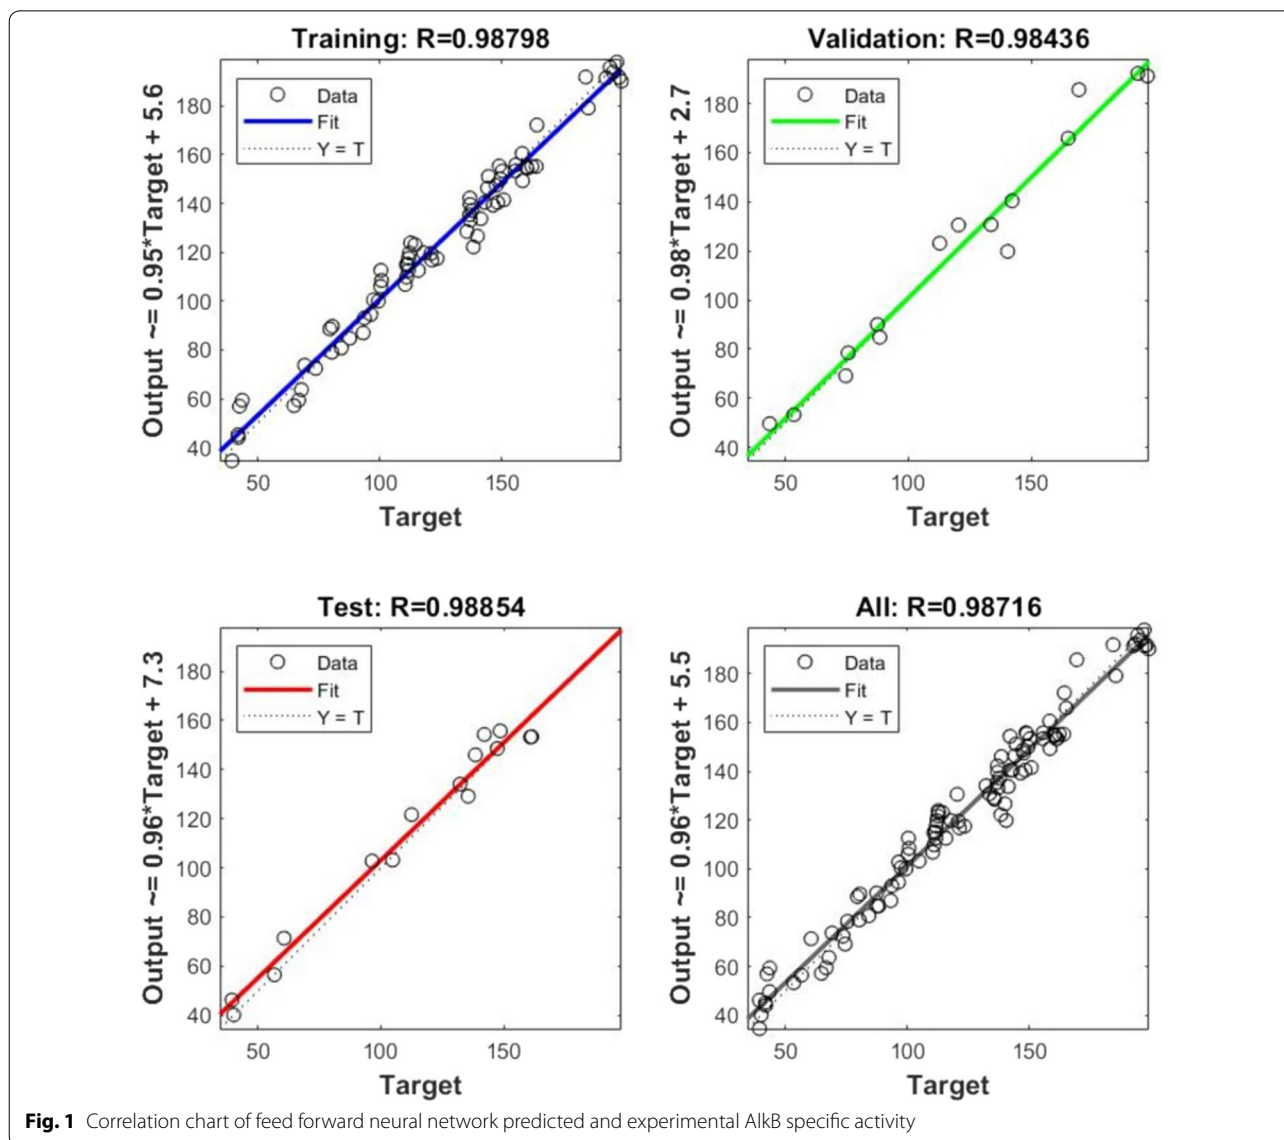 Training: R=0.98798
Output ~= 0.95*Target + 5.6
Data
Fit
Y = T
180
160
140
120
100
80
60
40
50
100
150
Target
Validation: R=0.98436
Output ~= 0.98*Target + 2.7
Data
Fit
Y = T
180
160
140
120
100
80
60
40
50
100
150
Target
Test: R=0.98854
Output ~= 0.96*Target + 7.3
Data
Fit
Y = T
180
160
140
120
100
80
60
40
50
100
150
Target
All: R=0.98716
Output ~= 0.96*Target + 5.5
Data
Fit
Y = T
180
160
140
120
100
80
60
40
50
100
150
Target
Fig. 1 Correlation chart of feed forward neural network predicted and experimental AlkB specific activity